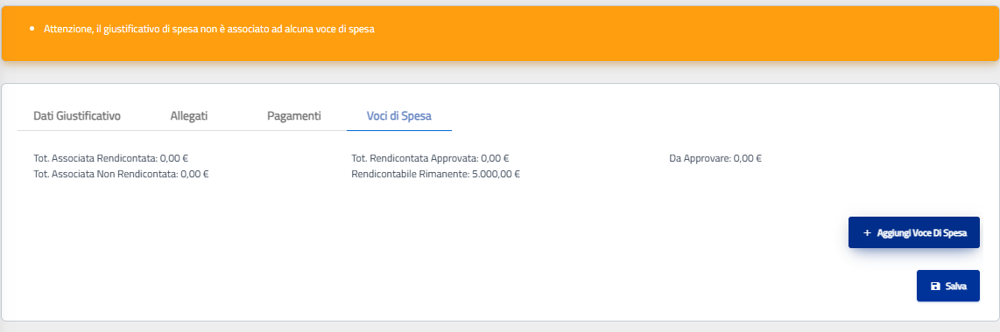 Attenzione, il giustificativo di spesa non è associato ad alcuna voce di spesa
Dati Giustificativo Allegati Pagamenti Voci di Spesa
Tot. Associata Rendicontata: 0,00 € Tot. Rendicontata Approvata: 0,00 € Da Approvare: 0,00 €
Tot. Associata Non Rendicontata: 0,00 € Rendicontabile Rimanente: 5.000,00 €
+ Aggiungi Voce Di Spesa
Salva